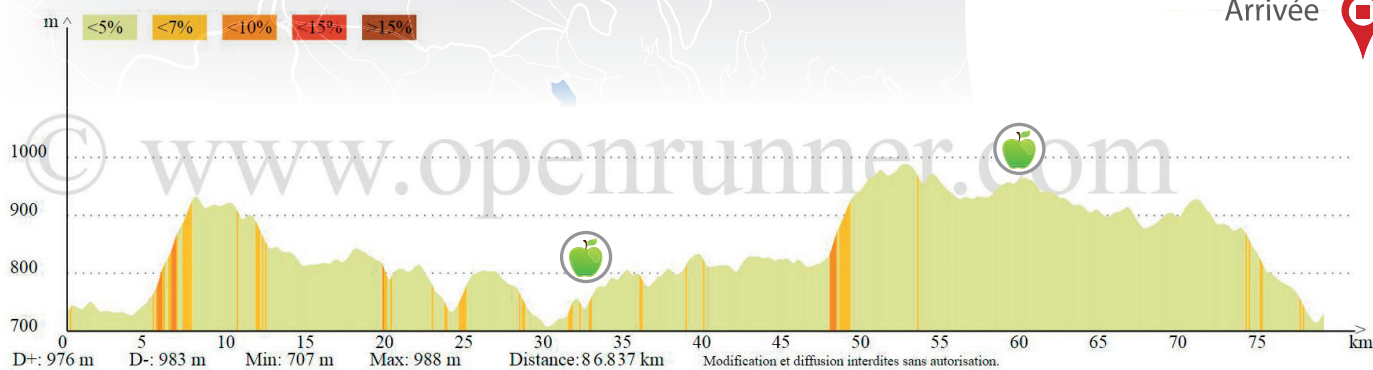 Arrivée
m <5% <7% <10% <15% >15%
© www.openrunner.com
1000
900
800
700
0 5 10 15 20 25 30 35 40 45 50 55 60 65 70 75 km
D+: 976 m D-: 983 m Min: 707 m Max: 988 m Distance:86.837 km Modification et diffusion interdites sans autorisation.